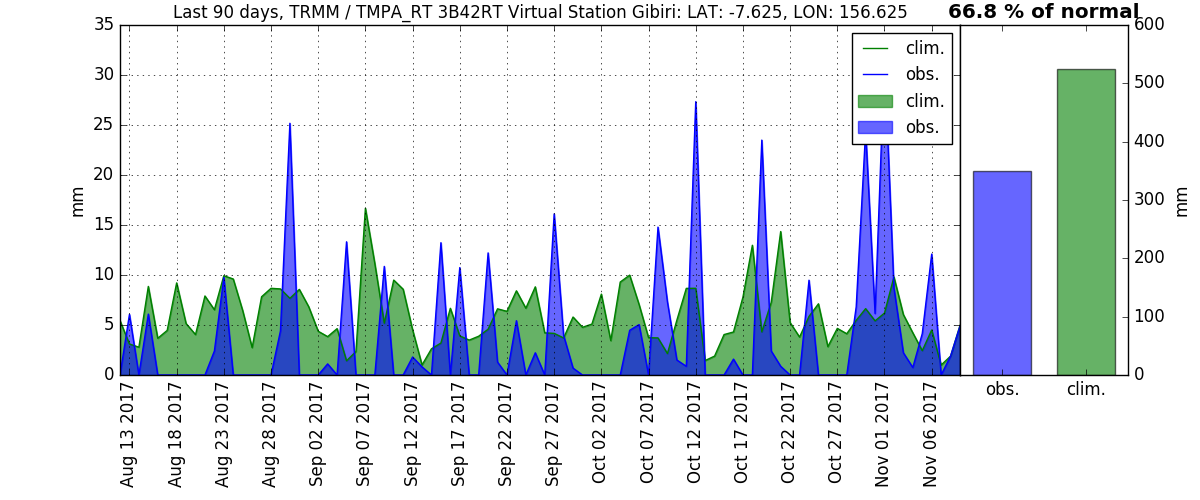 Last 90 days, TRMM / TMPA_RT 3B42RT Virtual Station Gibiri: LAT: -7.625, LON: 156.625
66.8 % of normal
35
30
25
20
15
10
5
0
mm
clim.
obs.
clim.
obs.
600
500
400
300
200
100
0
mm
obs.
clim.
Aug 13 2017
Aug 18 2017
Aug 23 2017
Aug 28 2017
Sep 02 2017
Sep 07 2017
Sep 12 2017
Sep 17 2017
Sep 22 2017
Sep 27 2017
Oct 02 2017
Oct 07 2017
Oct 12 2017
Oct 17 2017
Oct 22 2017
Oct 27 2017
Nov 01 2017
Nov 06 2017